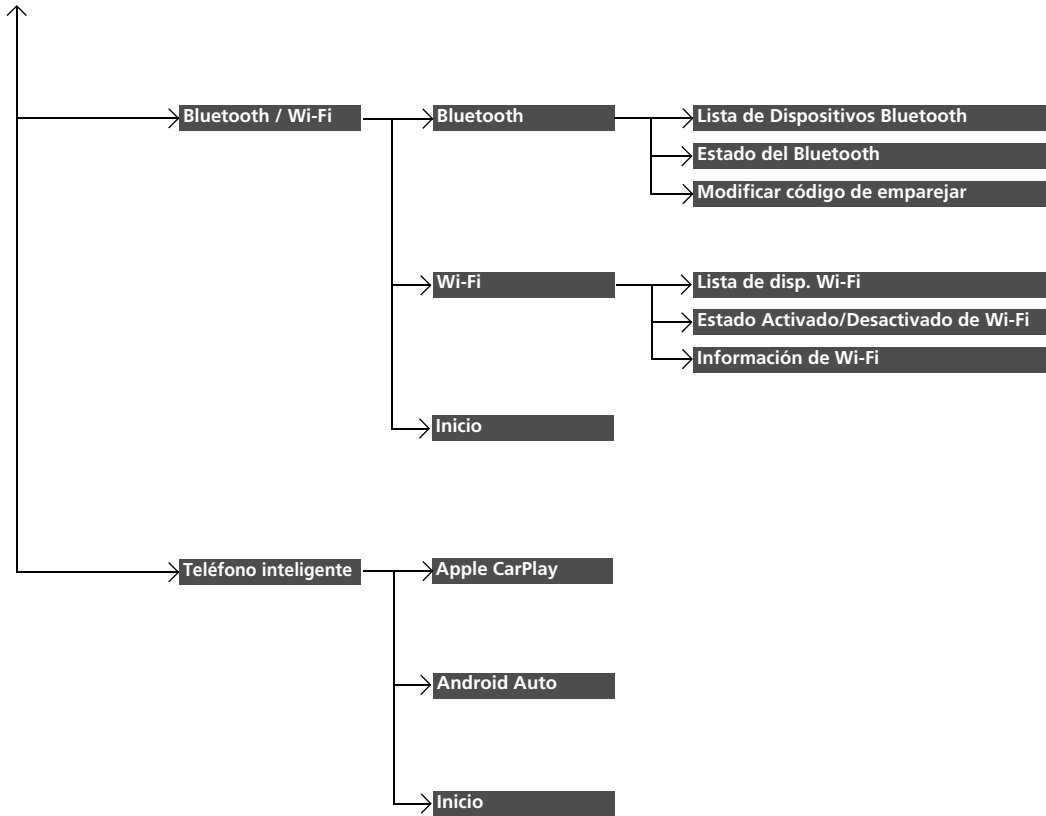 Bluetooth / Wi-Fi
Bluetooth
Lista de Dispositivos Bluetooth
Estado del Bluetooth
Modificar código de emparejar
Wi-Fi
Lista de disp. Wi-Fi
Estado Activado/Desactivado de Wi-Fi
Información de Wi-Fi
Inicio
Teléfono inteligente
Apple CarPlay
Android Auto
Inicio